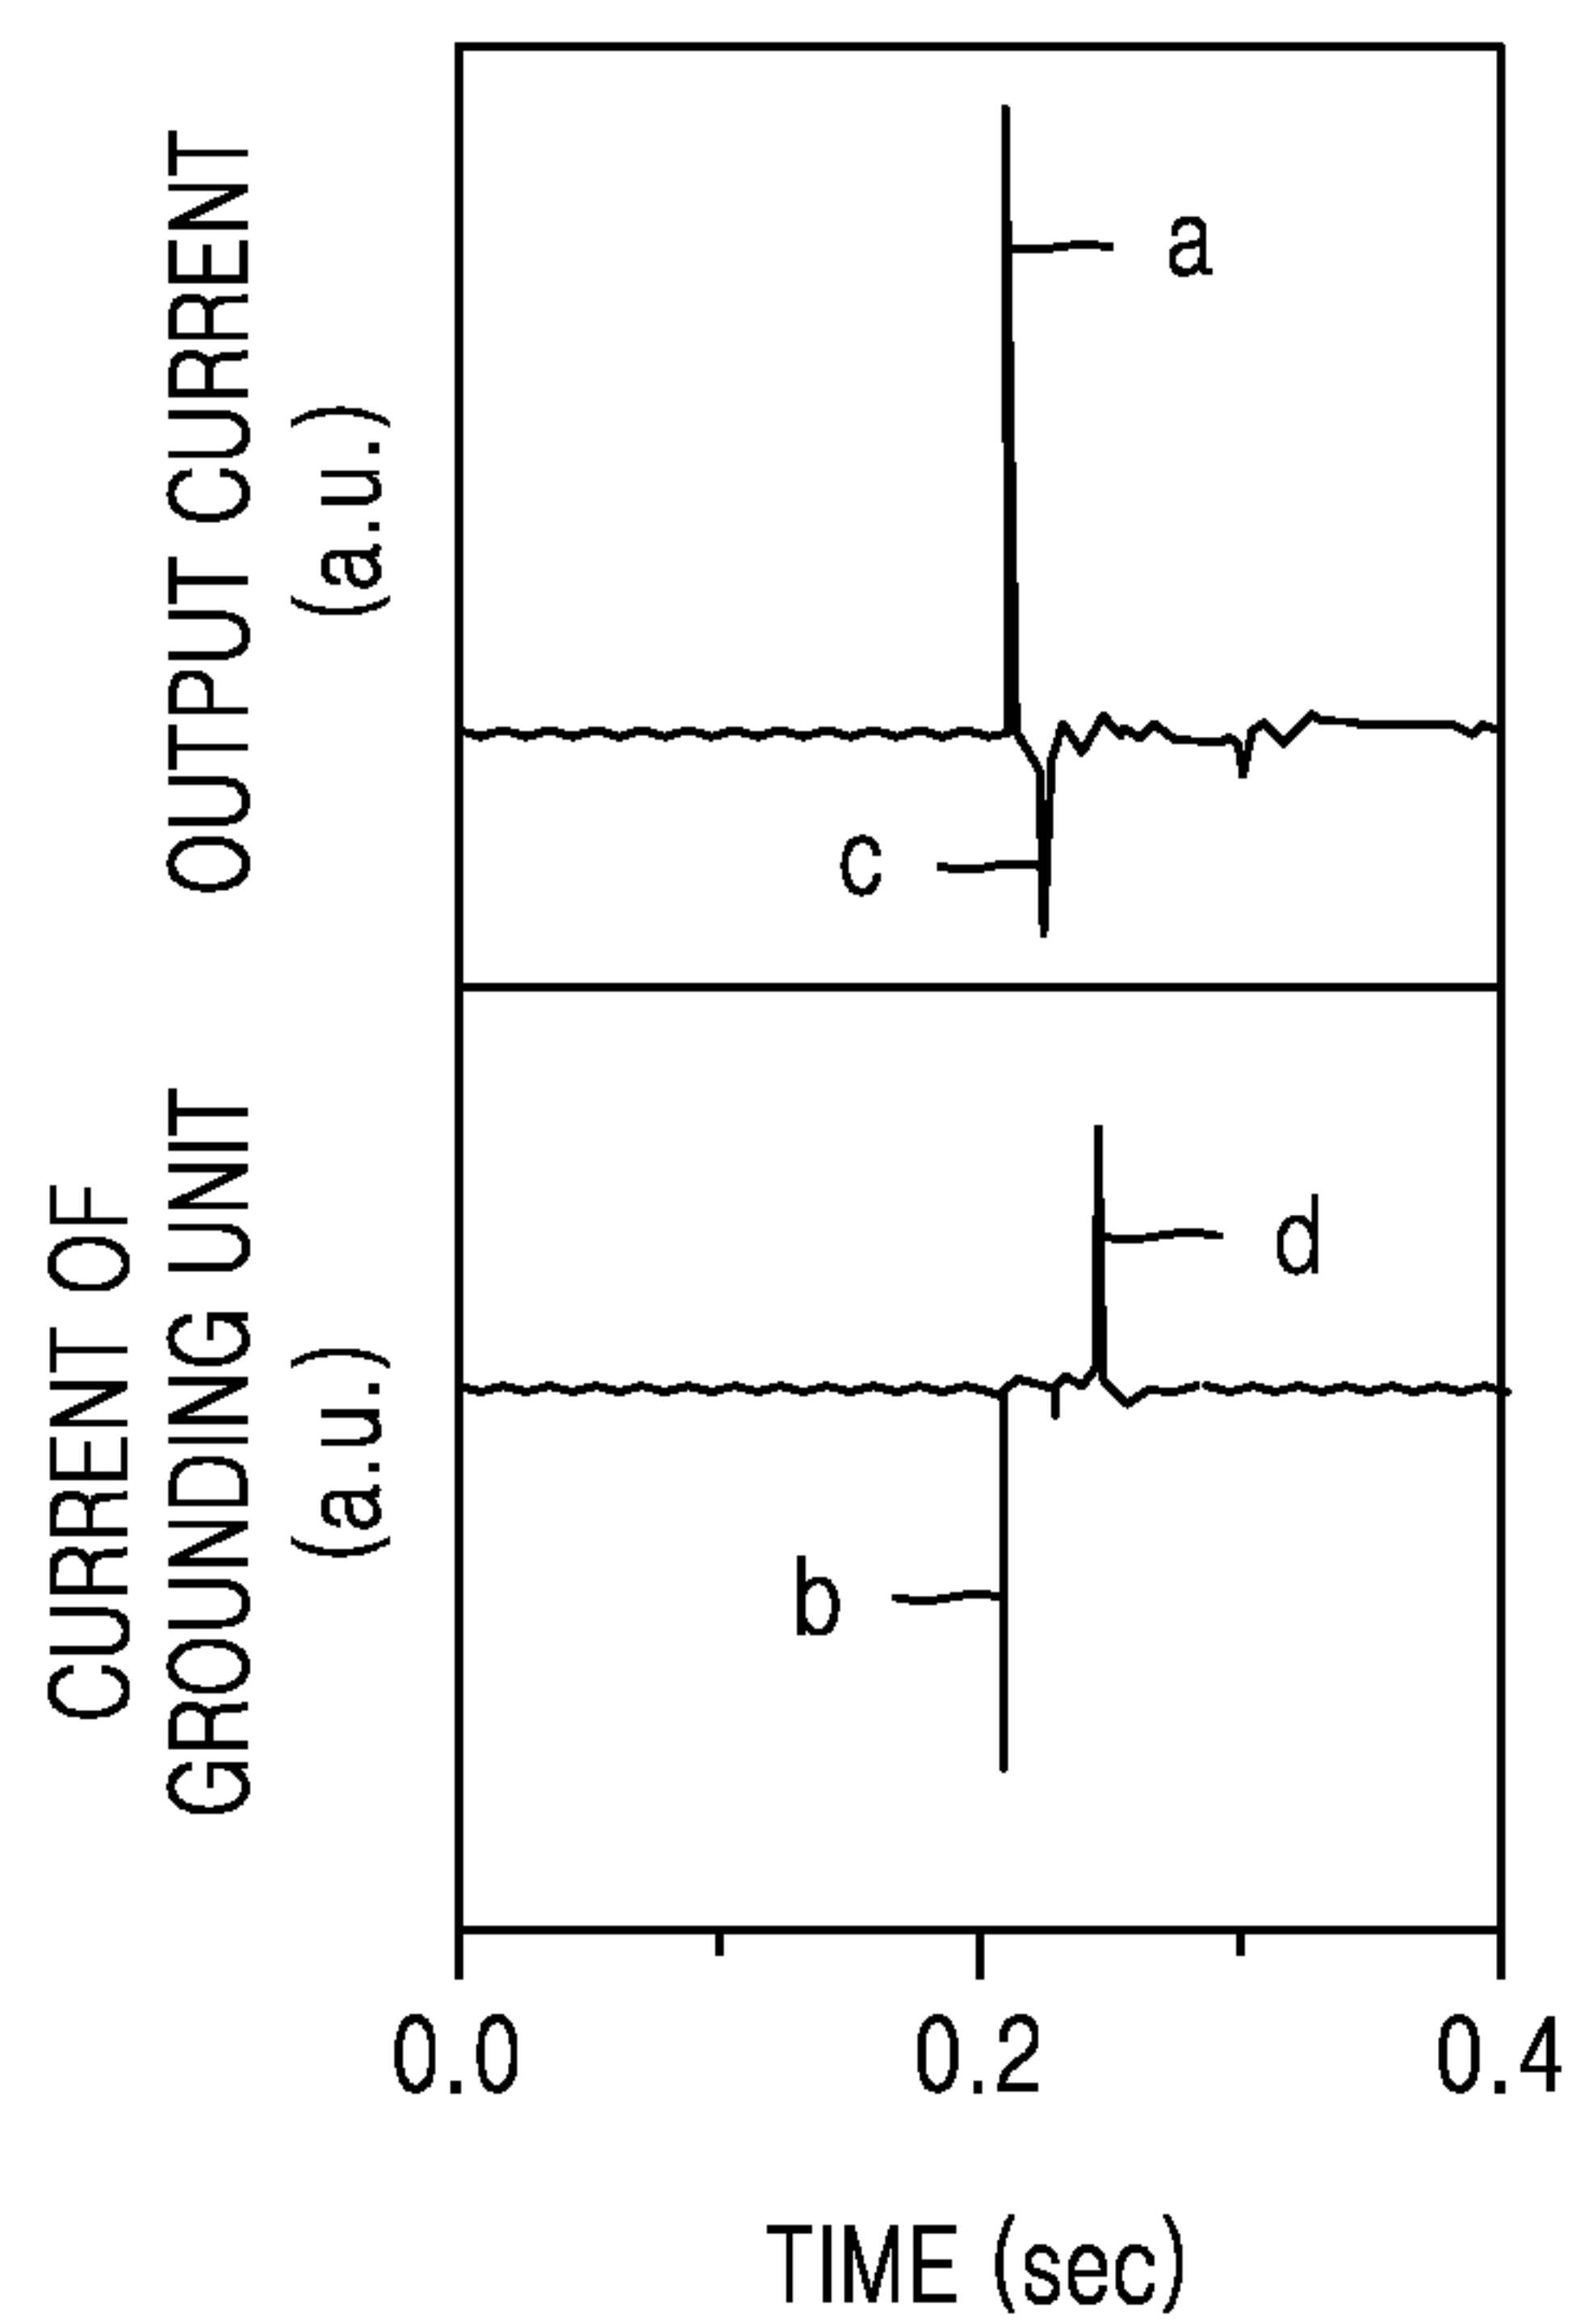 OUTPUT CURRENT
(a.u.)
a
c
CURRENT OF
GROUNDING UNIT
(a.u.)
d
b
0.0 0.2 0.4
TIME (sec)